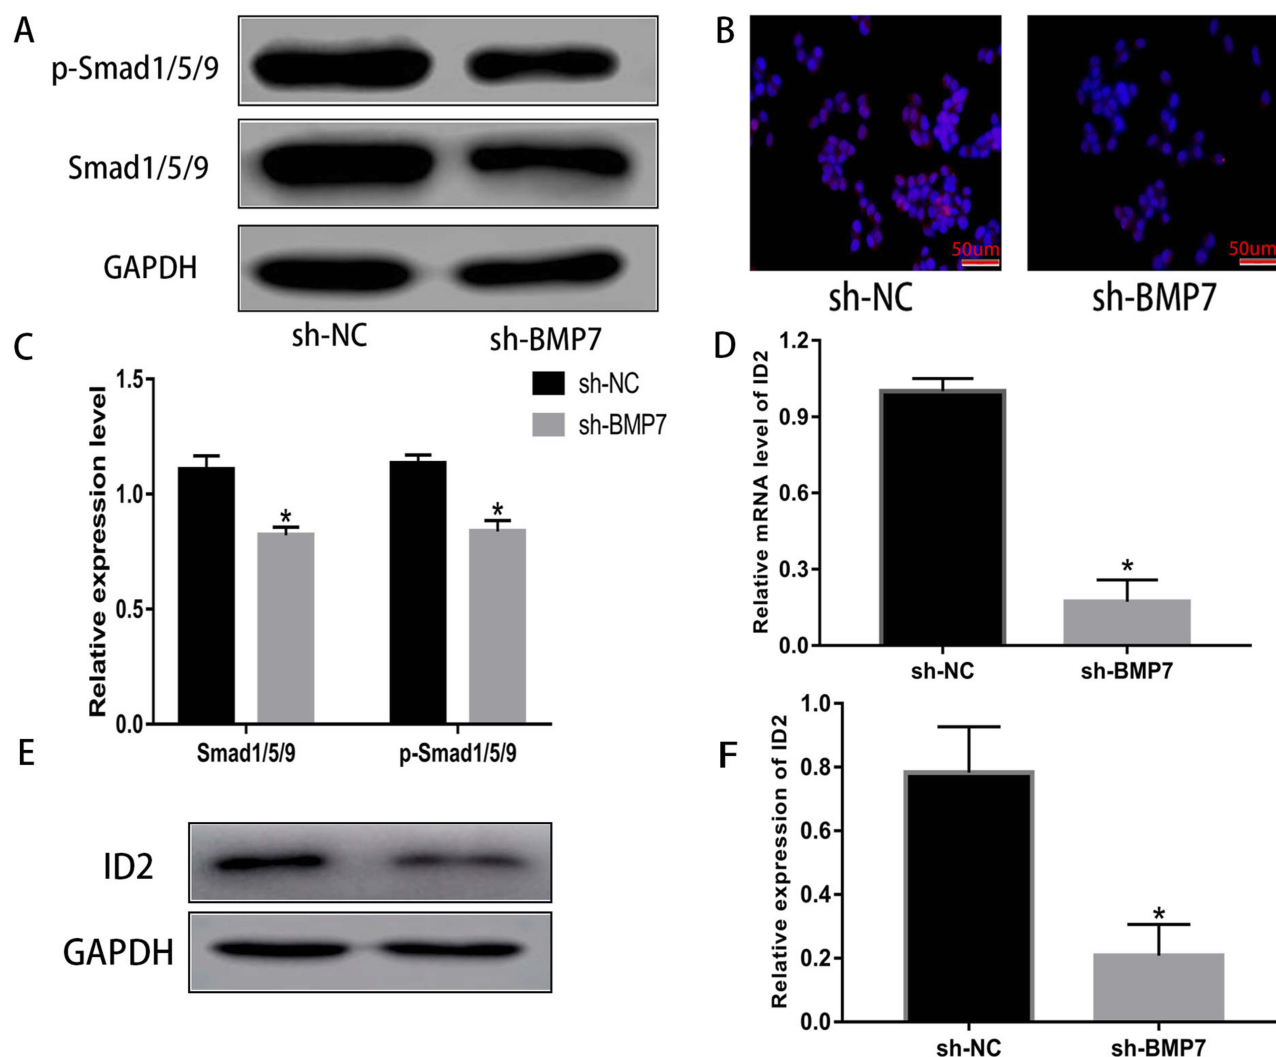 A
p-Smad1/5/9
Smad1/5/9
GAPDH
sh-NC
sh-BMP7
B
50um
50um
sh-NC
sh-BMP7
C
sh-NC
sh-BMP7
Relative expression level
1.5
1.0
0.5
0.0
*
*
Smad1/5/9
p-Smad1/5/9
D
Relative mRNA level of ID2
1.2
0.9
0.6
0.3
0.0
*
sh-NC
sh-BMP7
E
ID2
GAPDH
F
Relative expression of ID2
1.0
0.8
0.6
0.4
0.2
0.0
*
sh-NC
sh-BMP7